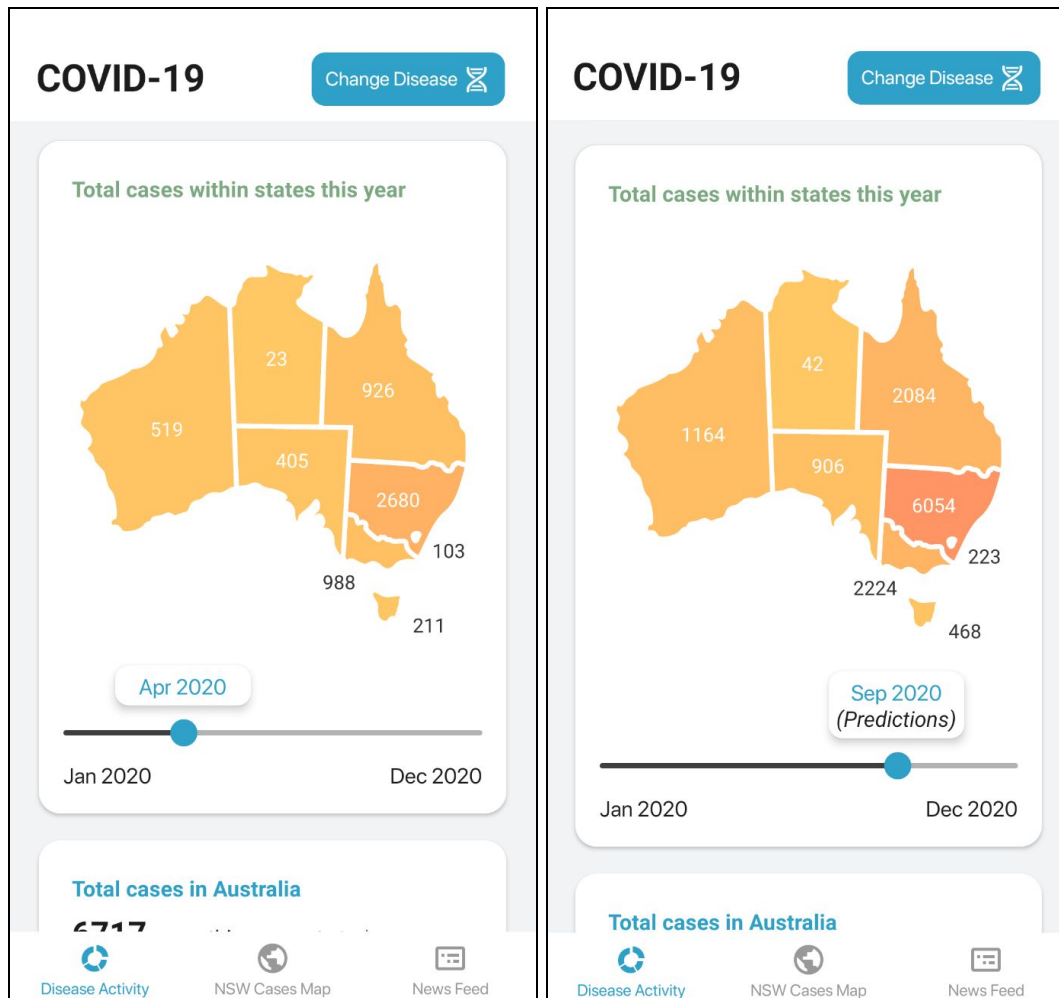 COVID-19
Change Disease
Total cases within states this year
23
926
519
405
2680
103
988
211
Apr 2020
Jan 2020
Dec 2020
Total cases in Australia
6717
Disease Activity
NSW Cases Map
News Feed
COVID-19
Change Disease
Total cases within states this year
42
2084
1164
906
6054
223
2224
468
Sep 2020
(Predictions)
Jan 2020
Dec 2020
Total cases in Australia
Disease Activity
NSW Cases Map
News Feed